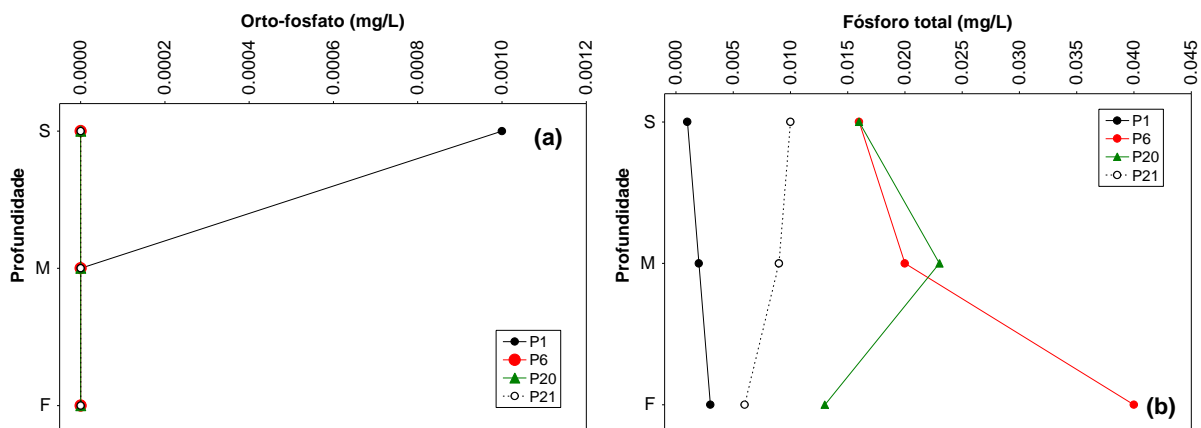 Orto-fosfato (mg/L)
0.0000 0.0002 0.0004 0.0006 0.0008 0.0010 0.0012
Profundidade
S
M
F
(a)
P1
P6
P20
P21
Fósforo total (mg/L)
0.000 0.005 0.010 0.015 0.020 0.025 0.030 0.035 0.040 0.045
Profundidade
S
M
F
P1
P6
P20
P21
(b)